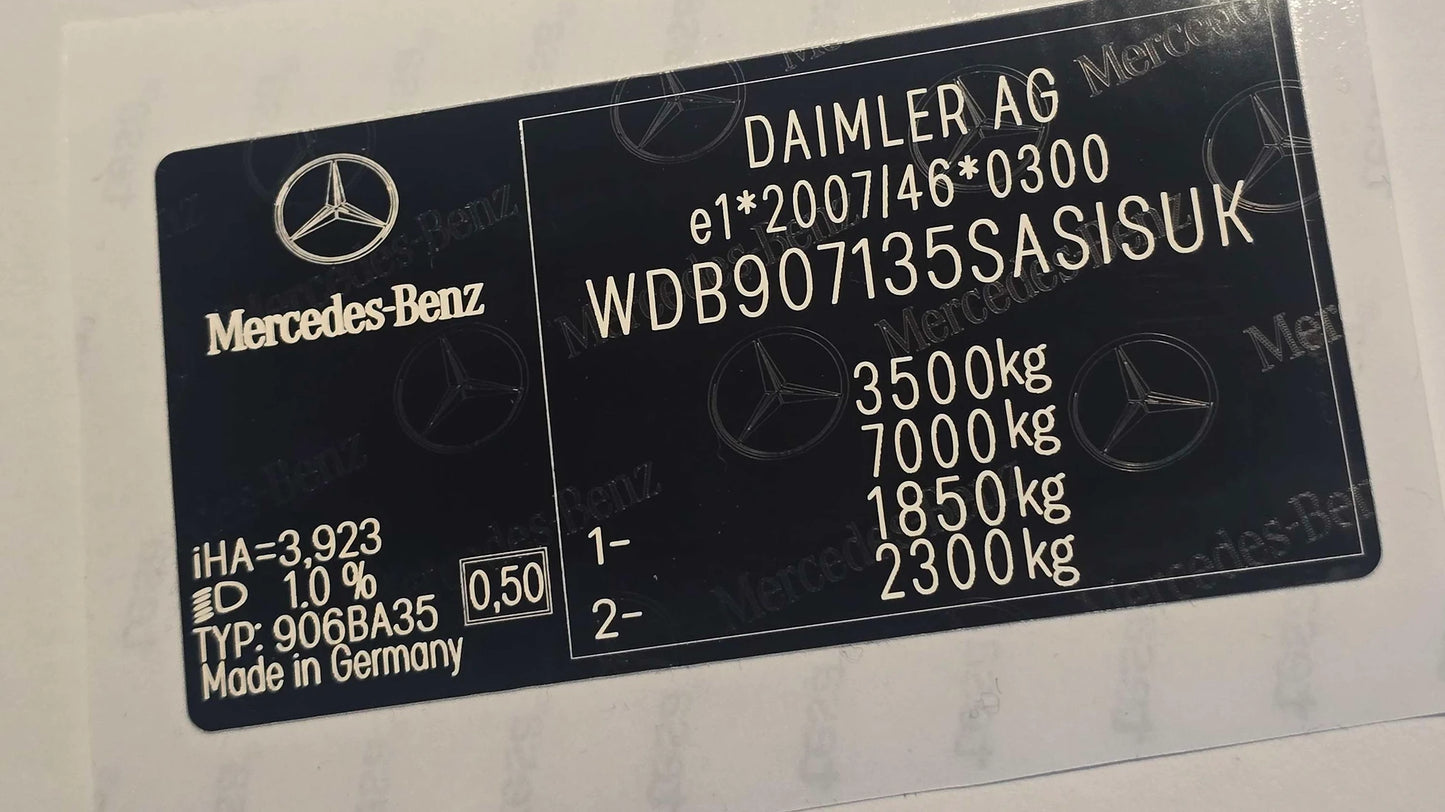 Mercedes-Benz
iHA=3,923
1.0 %
0,50
TYP: 906BA35
Made in Germany
DAIMLER AG
e1*2007/46*0300
WDB907135SASISUK
3500kg
7000kg
1- 1850kg
2- 2300kg